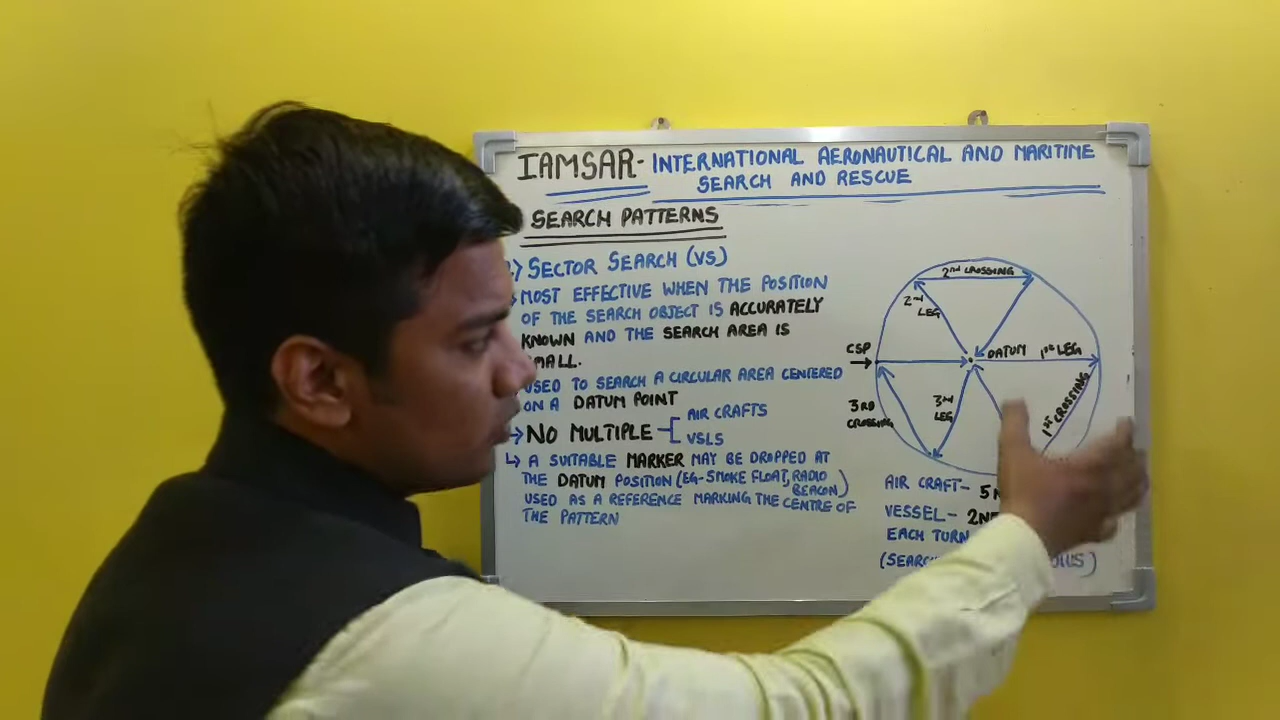 IAMSAR- INTERNATIONAL AERONAUTICAL AND MARITIME
SEARCH AND RESCUE
SEARCH PATTERNS
SECTOR SEARCH (VS)
MOST EFFECTIVE WHEN THE POSITION
OF THE SEARCH OBJECT IS ACCURATELY
KNOWN AND THE SEARCH AREA IS
SMALL.
USED TO SEARCH A CIRCULAR AREA CENTERED
ON A DATUM POINT
NO MULTIPLE
AIR CRAFTS
VSLS
A SUITABLE MARKER MAY BE DROPPED AT
THE DATUM POSITION (EG-SMOKE FLOAT, RADIO
BEACON)
USED AS A REFERENCE MARKING THE CENTRE OF
THE PATTERN
2ND CROSSING
2ND
LEG
CSP
DATUM
1ST LEG
3RD
CROSSING
3RD
LEG
1ST CROSSING
AIR CRAFT- 5
VESSEL- 2
EACH TURN